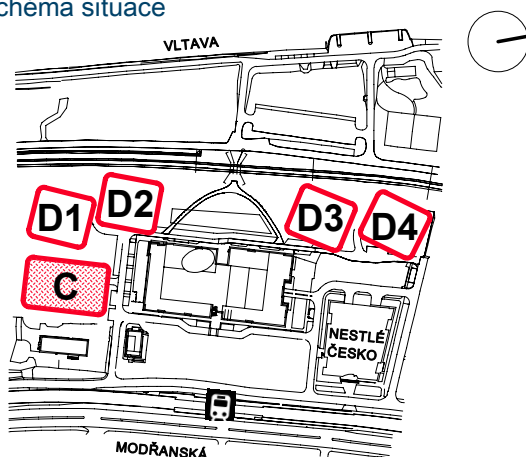 chema situace
VLTAVA
D1
D2
D3
D4
C
NESTLÉ
ČESKO
MODŘANSKÁ